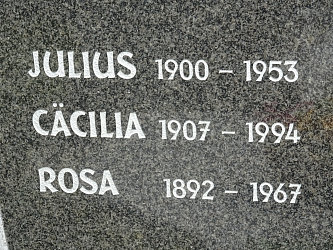 JULIUS 1900 – 1953
CÄCILIA 1907 – 1994
ROSA 1892 – 1967